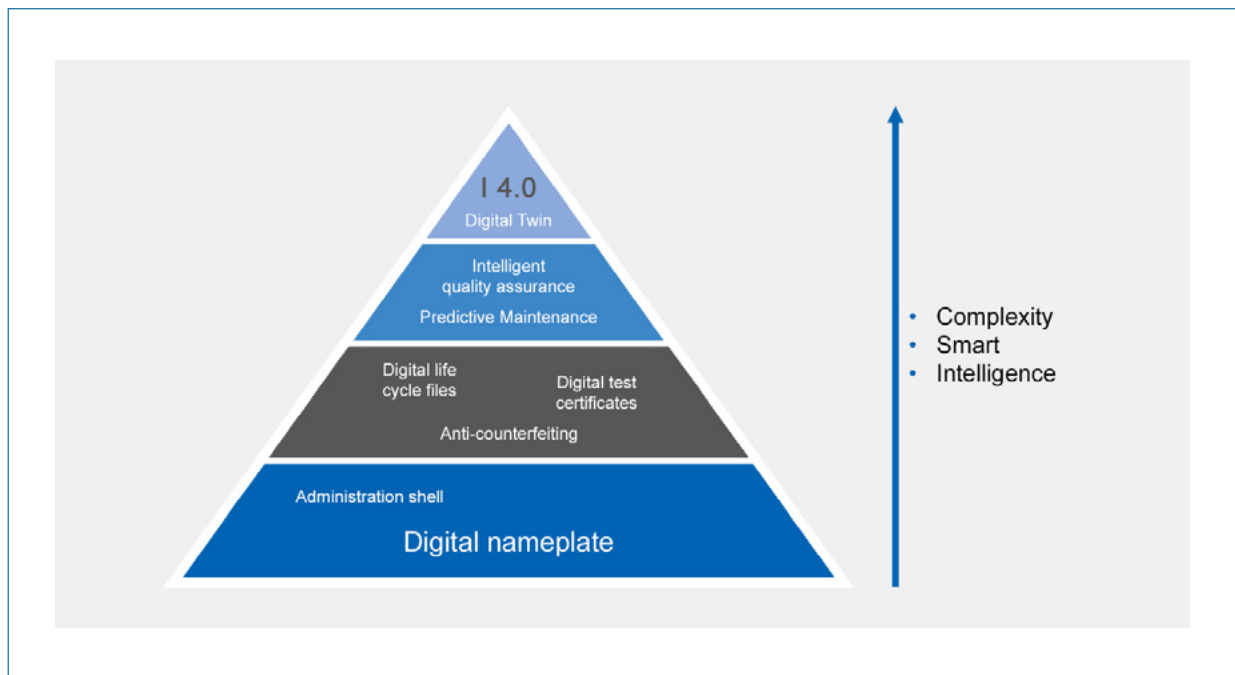 I 4.0
Digital Twin
Intelligent
quality assurance
Predictive Maintenance
Digital life
cycle files
Digital test
certificates
Anti-counterfeiting
Administration shell
Digital nameplate
• Complexity
• Smart
• Intelligence